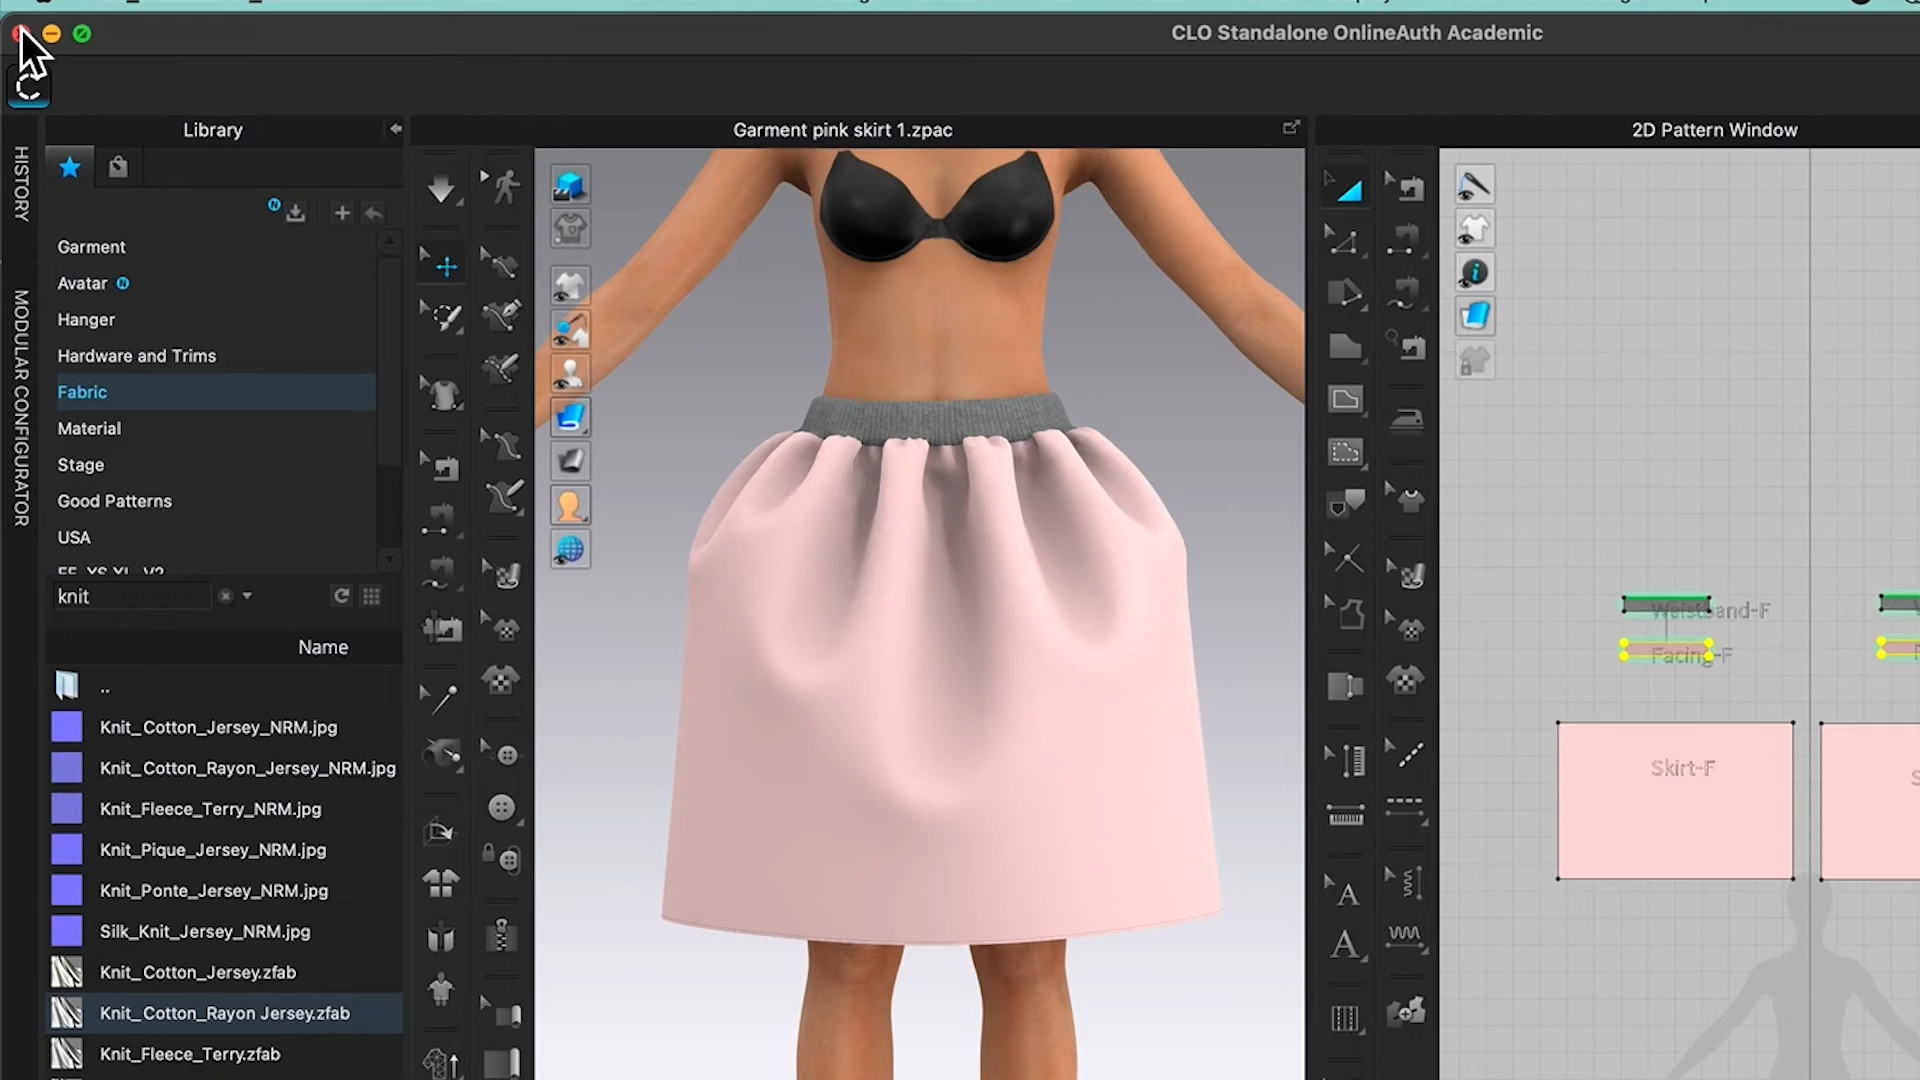 CLO Standalone OnlineAuth Academic
HISTORY
MODULAR CONFIGURATOR
Library
Garment
Avatar N
Hanger
Hardware and Trims
Fabric
Material
Stage
Good Patterns
USA
knit
Name
..
Knit_Cotton_Jersey_NRM.jpg
Knit_Cotton_Rayon_Jersey_NRM.jpg
Knit_Fleece_Terry_NRM.jpg
Knit_Pique_Jersey_NRM.jpg
Knit_Ponte_Jersey_NRM.jpg
Silk_Knit_Jersey_NRM.jpg
Knit_Cotton_Jersey.zfab
Knit_Cotton_Rayon Jersey.zfab
Knit_Fleece_Terry.zfab
Garment pink skirt 1.zpac
2D Pattern Window
Waistband-F
Facing-F
Skirt-F